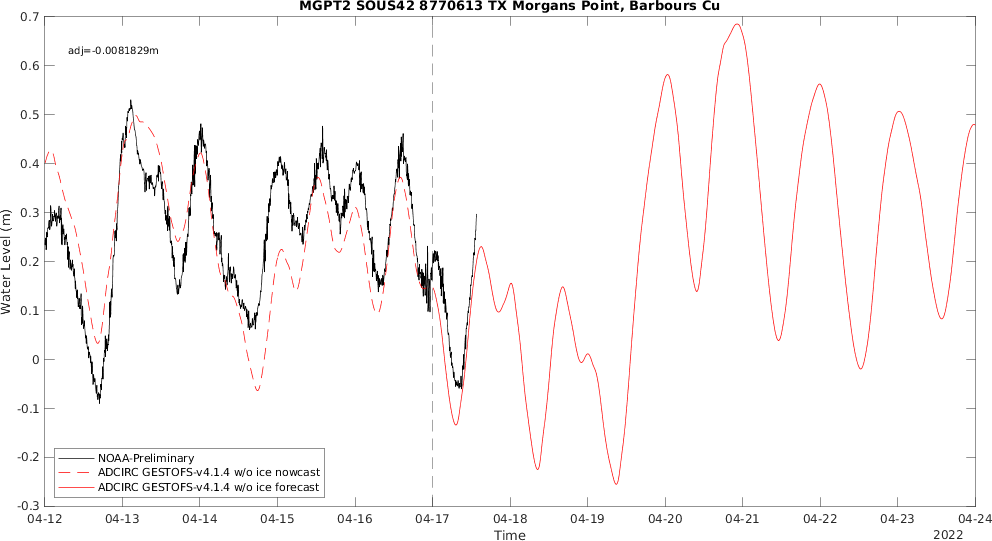 MGPT2 SOUS42 8770613 TX Morgans Point, Barbours Cu
adj=-0.0081829m
Water Level (m)
0.7
0.6
0.5
0.4
0.3
0.2
0.1
0
-0.1
-0.2
-0.3
NOAA-Preliminary
ADCIRC GESTOFS-v4.1.4 w/o ice nowcast
ADCIRC GESTOFS-v4.1.4 w/o ice forecast
04-12 04-13 04-14 04-15 04-16 04-17 04-18 04-19 04-20 04-21 04-22 04-23 04-24
Time
2022